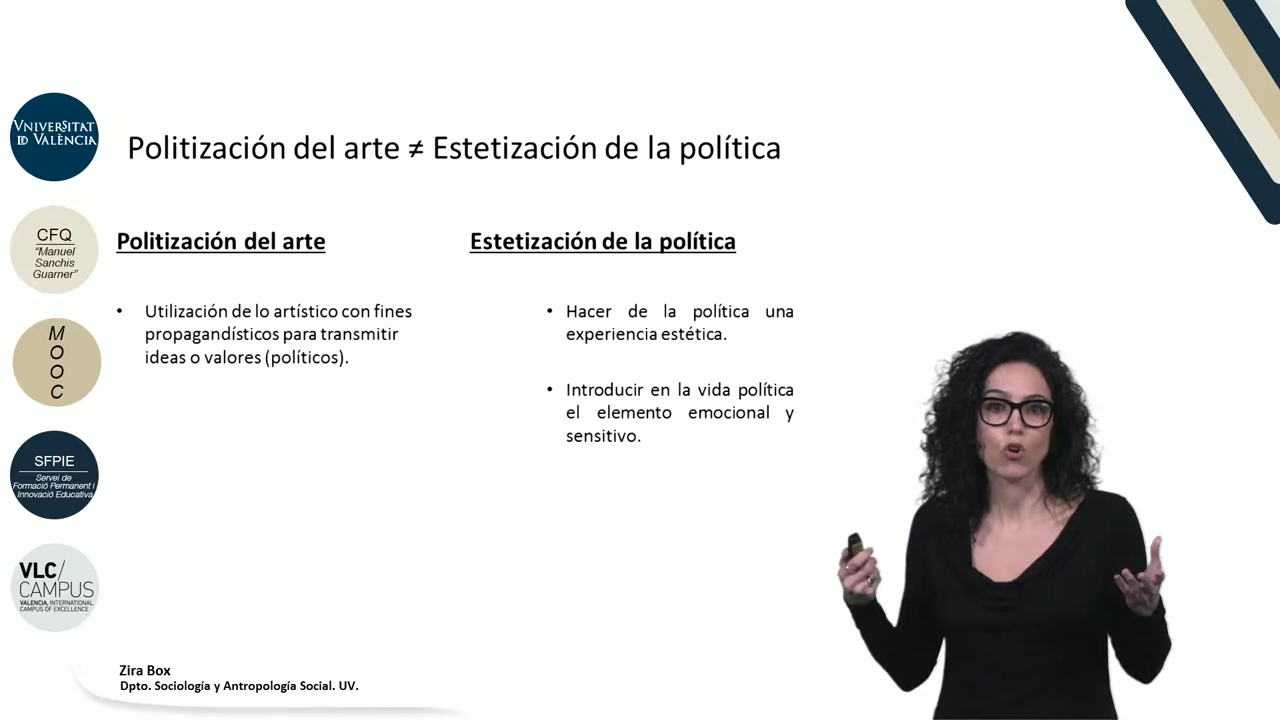 Politización del arte ≠ Estetización de la política
Politización del arte
• Utilización de lo artístico con fines
propagandísticos para transmitir
ideas o valores (políticos).
Estetización de la política
• Hacer de la política una
experiencia estética.
• Introducir en la vida política
el elemento emocional y
sensitivo.
VNIVERSITAT
ID VALÈNCIA
CFQ
“Manuel
Sanchis
Guarner”
M
O
O
C
SFPIE
Servei de
Formació Permanent i
Innovació Educativa
VLC/
CAMPUS
VALENCIA, INTERNATIONAL
CAMPUS OF EXCELLENCE
Zira Box
Dpto. Sociología y Antropología Social. UV.